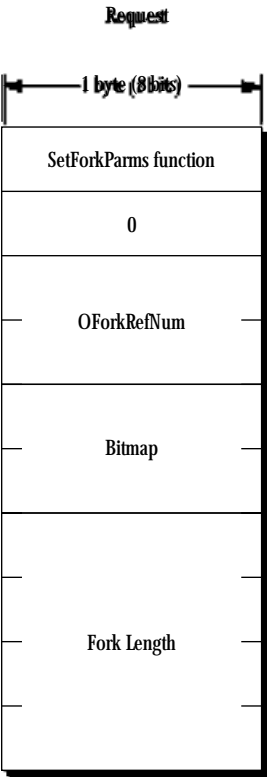 Request
1 byte (8 bits)
SetForkParms function
0
OForkRefNum
Bitmap
Fork Length